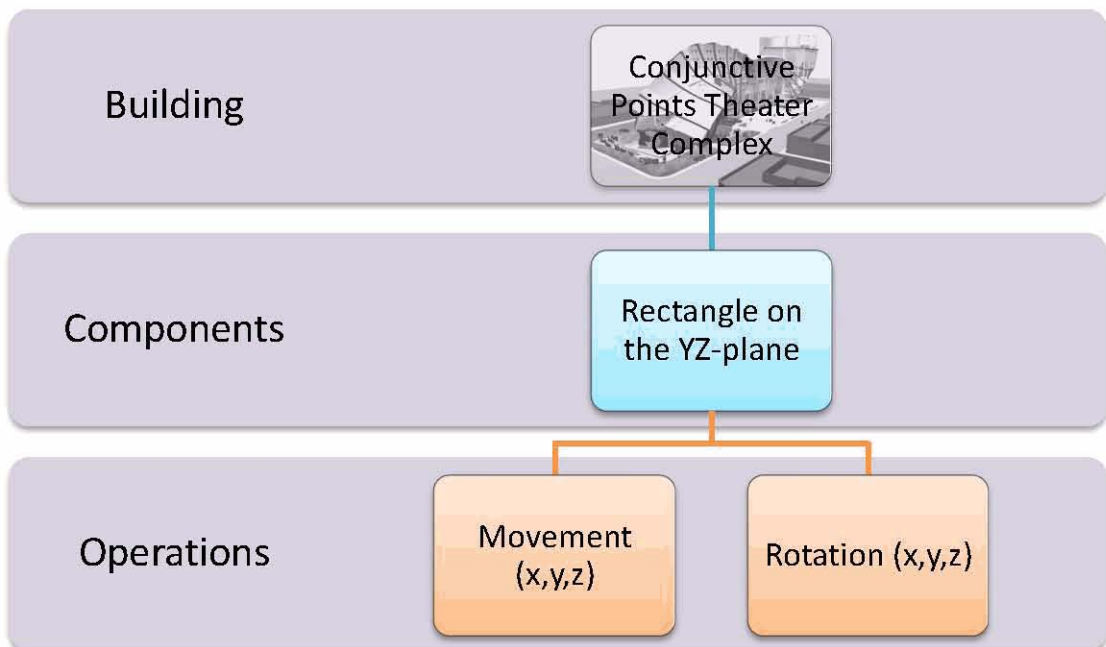 Building
Conjunctive
Points Theater
Complex
Components
Rectangle on
the YZ-plane
Operations
Movement
(x,y,z)
Rotation (x,y,z)